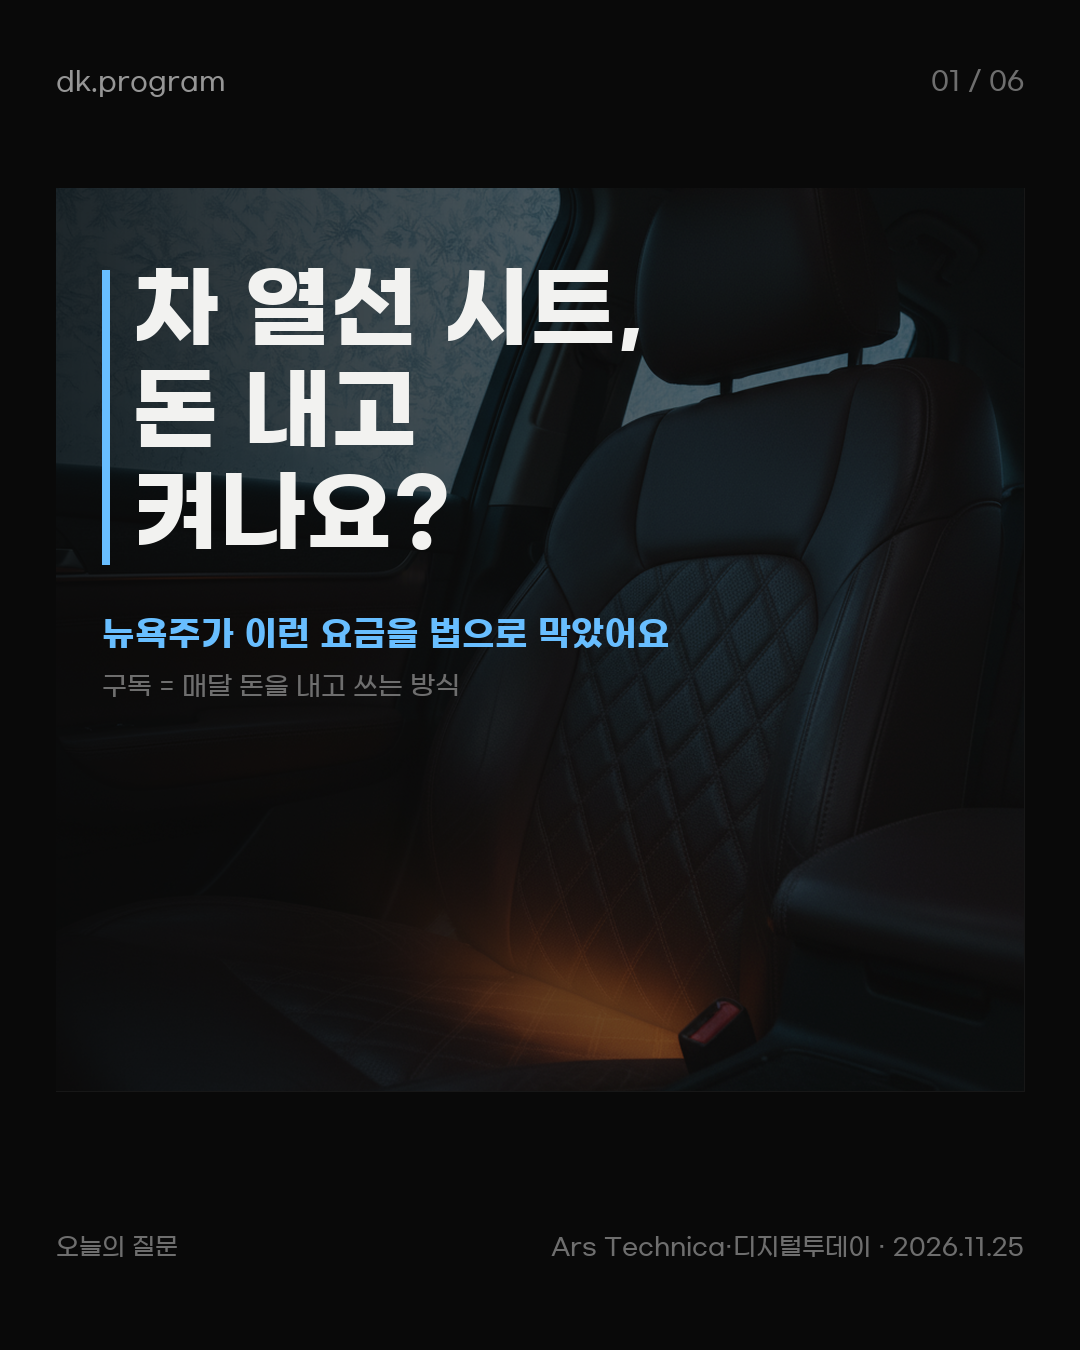 dk.program
01 / 06
차 열선 시트,
돈 내고
켜나요?
뉴욕주가 이런 요금을 법으로 막았어요
구독 = 매달 돈을 내고 쓰는 방식
오늘의 질문
Ars Technica·디지털투데이 · 2026.11.25